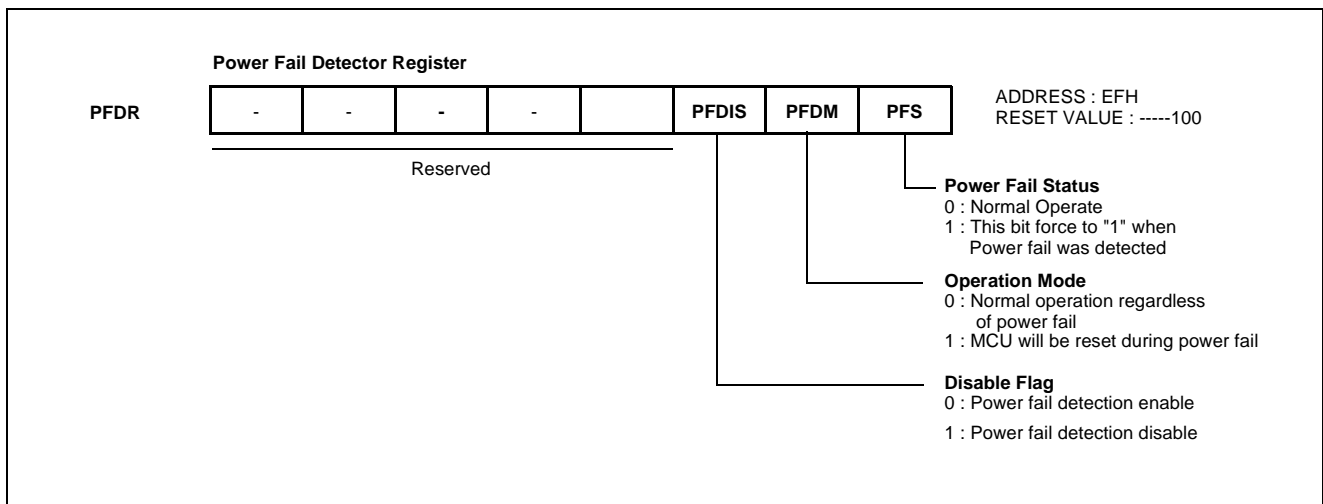 Power Fail Detector Register
PFDR
- - - - PFDIS PFDM PFS
ADDRESS : EFH
RESET VALUE : -----100
Reserved
Power Fail Status
0 : Normal Operate
1 : This bit force to "1" when
Power fail was detected
Operation Mode
0 : Normal operation regardless
of power fail
1 : MCU will be reset during power fail
Disable Flag
0 : Power fail detection enable
1 : Power fail detection disable